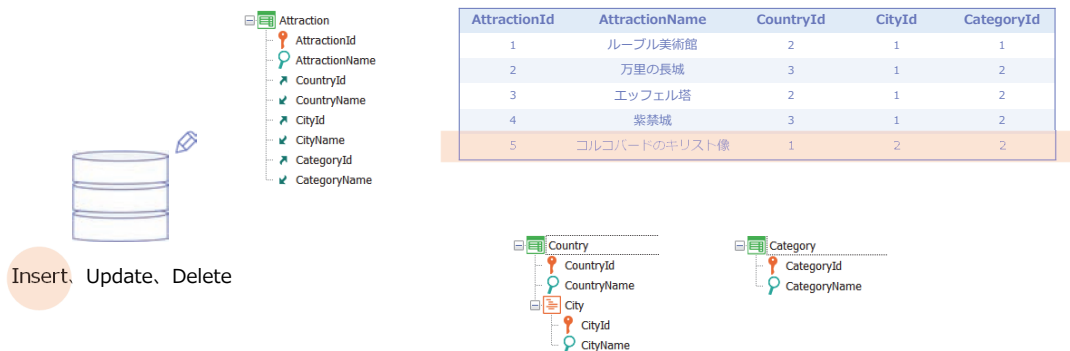 Attraction
AttractionId
AttractionName
CountryId
CountryName
CityId
CityName
CategoryId
CategoryName
AttractionId AttractionName CountryId CityId CategoryId
1 ルーブル美術館 2 1 1
2 万里の長城 3 1 2
3 エッフェル塔 2 1 2
4 紫禁城 3 1 2
5 コルコバードのキリスト像 1 2 2
Insert、Update、Delete
Country
CountryId
CountryName
City
CityId
CityName
Category
CategoryId
CategoryName